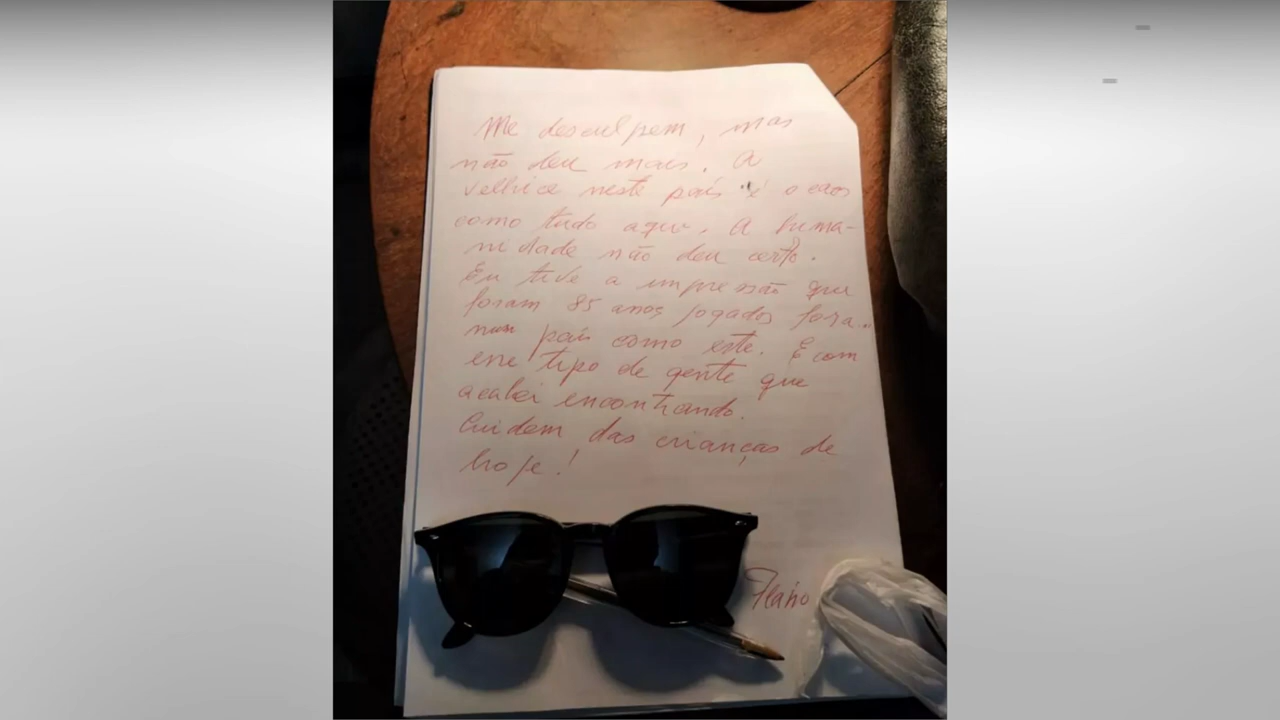 Me desculpem, mas
não deu mais. A
velhice neste país é o caos
como tudo aqui. A huma-
nidade não deu certo.
Eu tive a impressão que
foram 85 anos jogados fora...
num país como este. E com
esse tipo de gente que
acabei encontrando.
Cuidem das crianças de
hoje!
Flávio